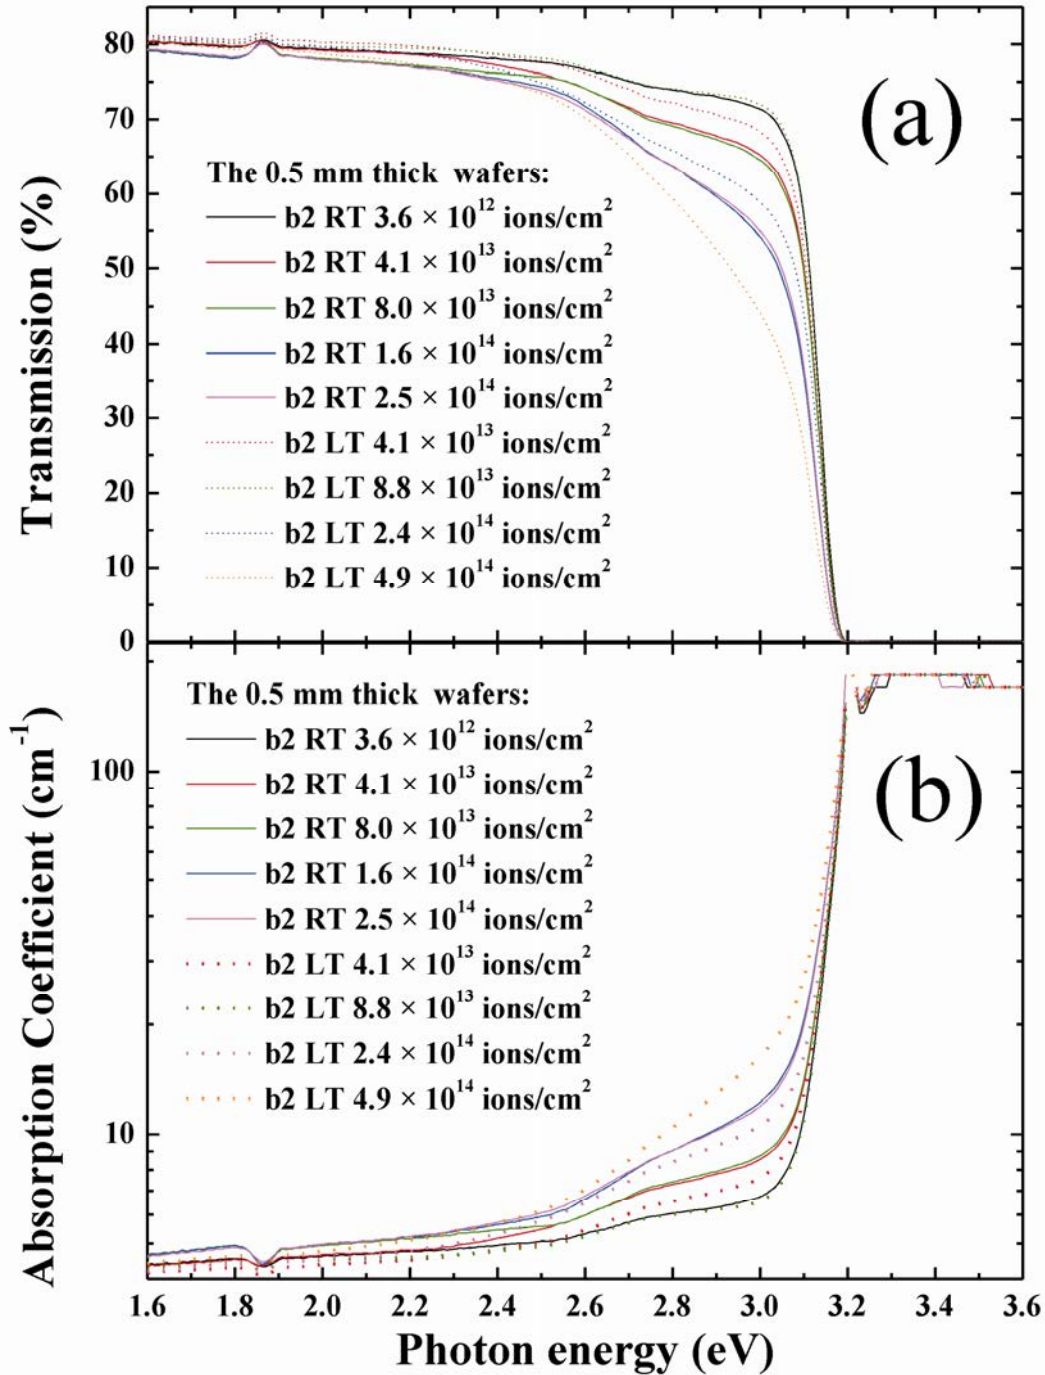 80
70
60
50
40
30
20
10
0
Transmission (%)
(a)
The 0.5 mm thick wafers:
b2 RT 3.6 × 10¹² ions/cm²
b2 RT 4.1 × 10¹³ ions/cm²
b2 RT 8.0 × 10¹³ ions/cm²
b2 RT 1.6 × 10¹⁴ ions/cm²
b2 RT 2.5 × 10¹⁴ ions/cm²
b2 LT 4.1 × 10¹³ ions/cm²
b2 LT 8.8 × 10¹³ ions/cm²
b2 LT 2.4 × 10¹⁴ ions/cm²
b2 LT 4.9 × 10¹⁴ ions/cm²
100
10
Absorption Coefficient (cm⁻¹)
(b)
The 0.5 mm thick wafers:
b2 RT 3.6 × 10¹² ions/cm²
b2 RT 4.1 × 10¹³ ions/cm²
b2 RT 8.0 × 10¹³ ions/cm²
b2 RT 1.6 × 10¹⁴ ions/cm²
b2 RT 2.5 × 10¹⁴ ions/cm²
b2 LT 4.1 × 10¹³ ions/cm²
b2 LT 8.8 × 10¹³ ions/cm²
b2 LT 2.4 × 10¹⁴ ions/cm²
b2 LT 4.9 × 10¹⁴ ions/cm²
1.6 1.8 2.0 2.2 2.4 2.6 2.8 3.0 3.2 3.4 3.6
Photon energy (eV)